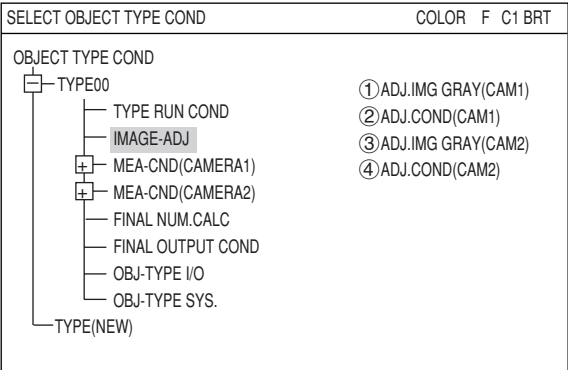 SELECT OBJECT TYPE COND COLOR F C1 BRT
OBJECT TYPE COND
TYPE00
TYPE RUN COND
IMAGE-ADJ
+ MEA-CND(CAMERA1)
+ MEA-CND(CAMERA2)
FINAL NUM.CALC
FINAL OUTPUT COND
OBJ-TYPE I/O
OBJ-TYPE SYS.
TYPE(NEW)
①ADJ.IMG GRAY(CAM1)
②ADJ.COND(CAM1)
③ADJ.IMG GRAY(CAM2)
④ADJ.COND(CAM2)